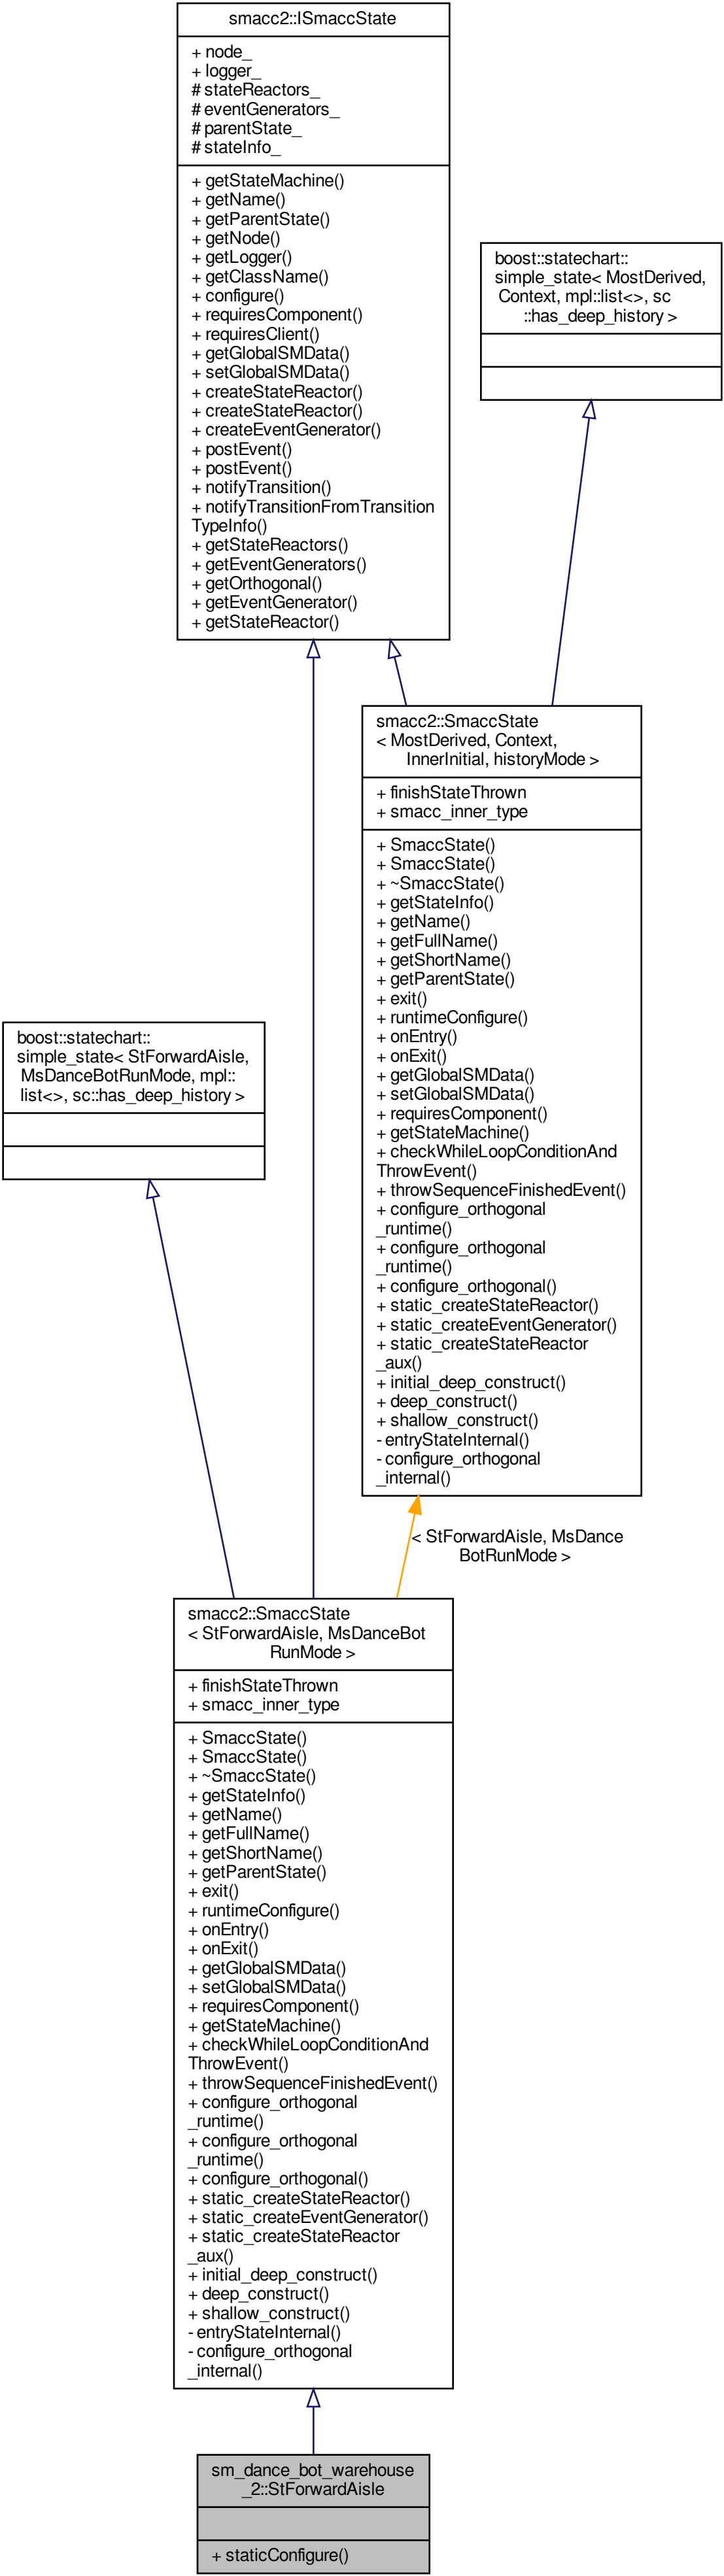 smacc2::ISmaccState
+ node_
+ logger_
# stateReactors_
# eventGenerators_
# parentState_
# stateInfo_
+ getStateMachine()
+ getName()
+ getParentState()
+ getNode()
+ getLogger()
+ getClassName()
+ configure()
+ requiresComponent()
+ requiresClient()
+ getGlobalSMData()
+ setGlobalSMData()
+ createStateReactor()
+ createStateReactor()
+ createEventGenerator()
+ postEvent()
+ postEvent()
+ notifyTransition()
+ notifyTransitionFromTransition
TypeInfo()
+ getStateReactors()
+ getEventGenerators()
+ getOrthogonal()
+ getEventGenerator()
+ getStateReactor()
boost::statechart::
simple_state< MostDerived,
Context, mpl::list<>, sc
::has_deep_history >
smacc2::SmaccState
< MostDerived, Context,
InnerInitial, historyMode >
+ finishStateThrown
+ smacc_inner_type
+ SmaccState()
+ SmaccState()
+ ~SmaccState()
+ getStateInfo()
+ getName()
+ getFullName()
+ getShortName()
+ getParentState()
+ exit()
+ runtimeConfigure()
+ onEntry()
+ onExit()
+ getGlobalSMData()
+ setGlobalSMData()
+ requiresComponent()
+ getStateMachine()
+ checkWhileLoopConditionAnd
ThrowEvent()
+ throwSequenceFinishedEvent()
+ configure_orthogonal
_runtime()
+ configure_orthogonal
_runtime()
+ configure_orthogonal()
+ static_createStateReactor()
+ static_createEventGenerator()
+ static_createStateReactor
_aux()
+ initial_deep_construct()
+ deep_construct()
+ shallow_construct()
- entryStateInternal()
- configure_orthogonal
_internal()
boost::statechart::
simple_state< StForwardAisle,
MsDanceBotRunMode, mpl::
list<>, sc::has_deep_history >
< StForwardAisle, MsDance
BotRunMode >
smacc2::SmaccState
< StForwardAisle, MsDanceBot
RunMode >
+ finishStateThrown
+ smacc_inner_type
+ SmaccState()
+ SmaccState()
+ ~SmaccState()
+ getStateInfo()
+ getName()
+ getFullName()
+ getShortName()
+ getParentState()
+ exit()
+ runtimeConfigure()
+ onEntry()
+ onExit()
+ getGlobalSMData()
+ setGlobalSMData()
+ requiresComponent()
+ getStateMachine()
+ checkWhileLoopConditionAnd
ThrowEvent()
+ throwSequenceFinishedEvent()
+ configure_orthogonal
_runtime()
+ configure_orthogonal
_runtime()
+ configure_orthogonal()
+ static_createStateReactor()
+ static_createEventGenerator()
+ static_createStateReactor
_aux()
+ initial_deep_construct()
+ deep_construct()
+ shallow_construct()
- entryStateInternal()
- configure_orthogonal
_internal()
sm_dance_bot_warehouse
_2::StForwardAisle
+ staticConfigure()